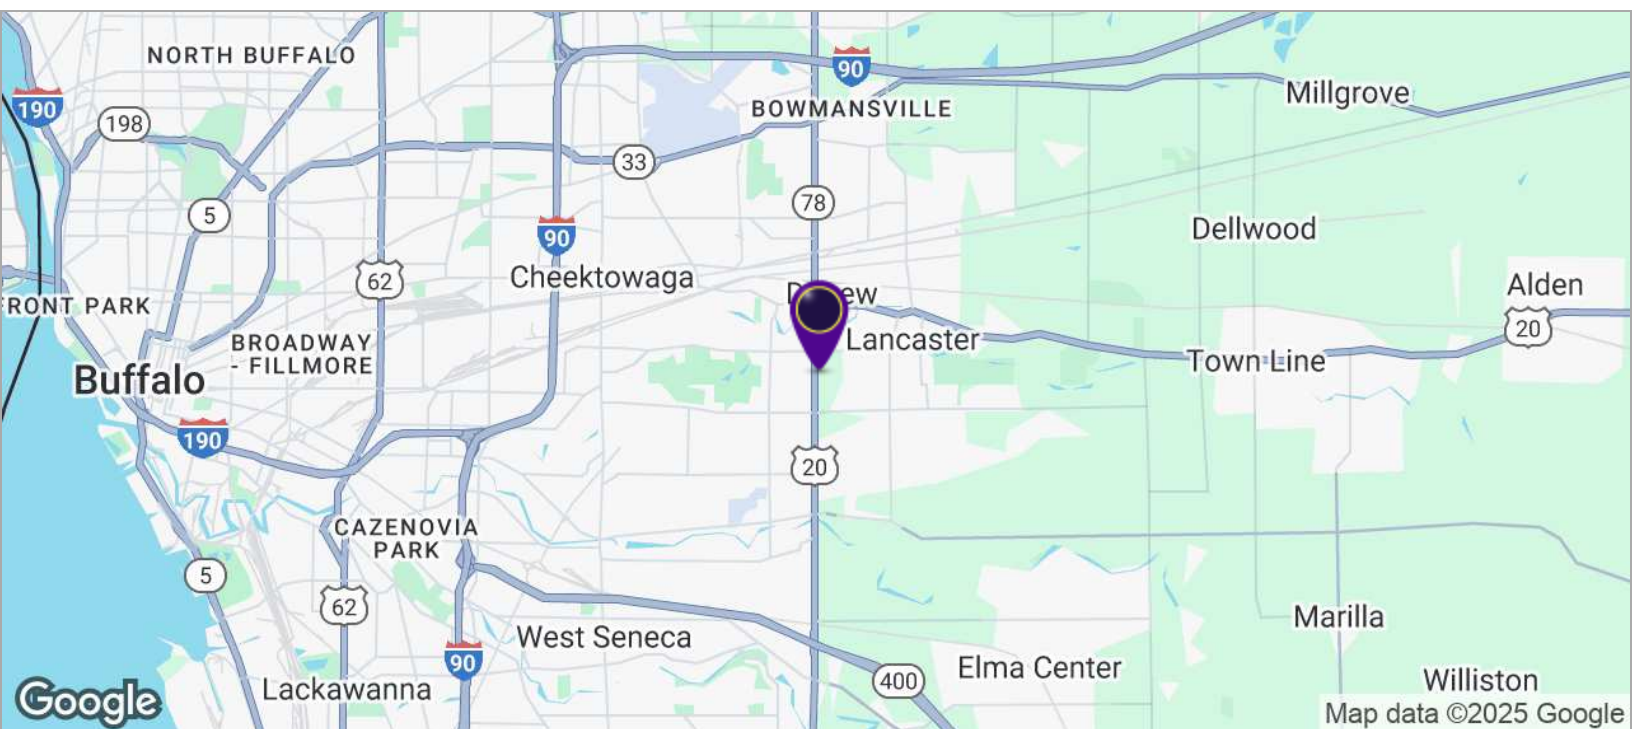 NORTH BUFFALO
90
Millgrove
190
BOWMANSVILLE
198
33
78
5
Dellwood
90
62
Cheektowaga
Alden
FRONT PARK
20
BROADWAY
- FILLMORE
Lancaster
Town Line
Buffalo
190
20
CAZENOVIA
PARK
5
62
Marilla
West Seneca
90
Elma Center
400
Williston
Lackawanna
Google
Map data ©2025 Google